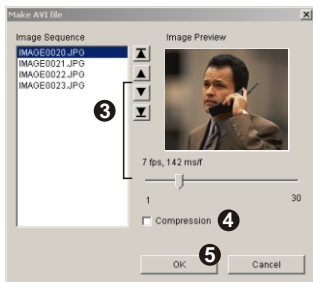 Make AVI file
Image Sequence
Image Preview
IMAGE0020.JPG
IMAGE0021.JPG
IMAGE0022.JPG
IMAGE0023.JPG
3
7 fps, 142 ms/f
1
30
Compression
4
5
OK
Cancel